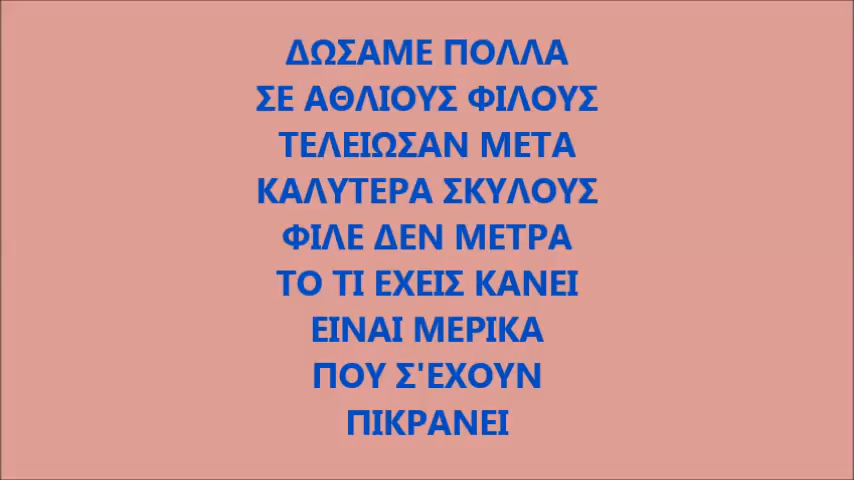 ΔΩΣΑΜΕ ΠΟΛΛΑ
ΣΕ ΑΘΛΙΟΥΣ ΦΙΛΟΥΣ
ΤΕΛΕΙΩΣΑΝ ΜΕΤΑ
ΚΑΛΥΤΕΡΑ ΣΚΥΛΟΥΣ
ΦΙΛΕ ΔΕΝ ΜΕΤΡΑ
ΤΟ ΤΙ ΕΧΕΙΣ ΚΑΝΕΙ
ΕΙΝΑΙ ΜΕΡΙΚΑ
ΠΟΥ Σ'ΕΧΟΥΝ
ΠΙΚΡΑΝΕΙ